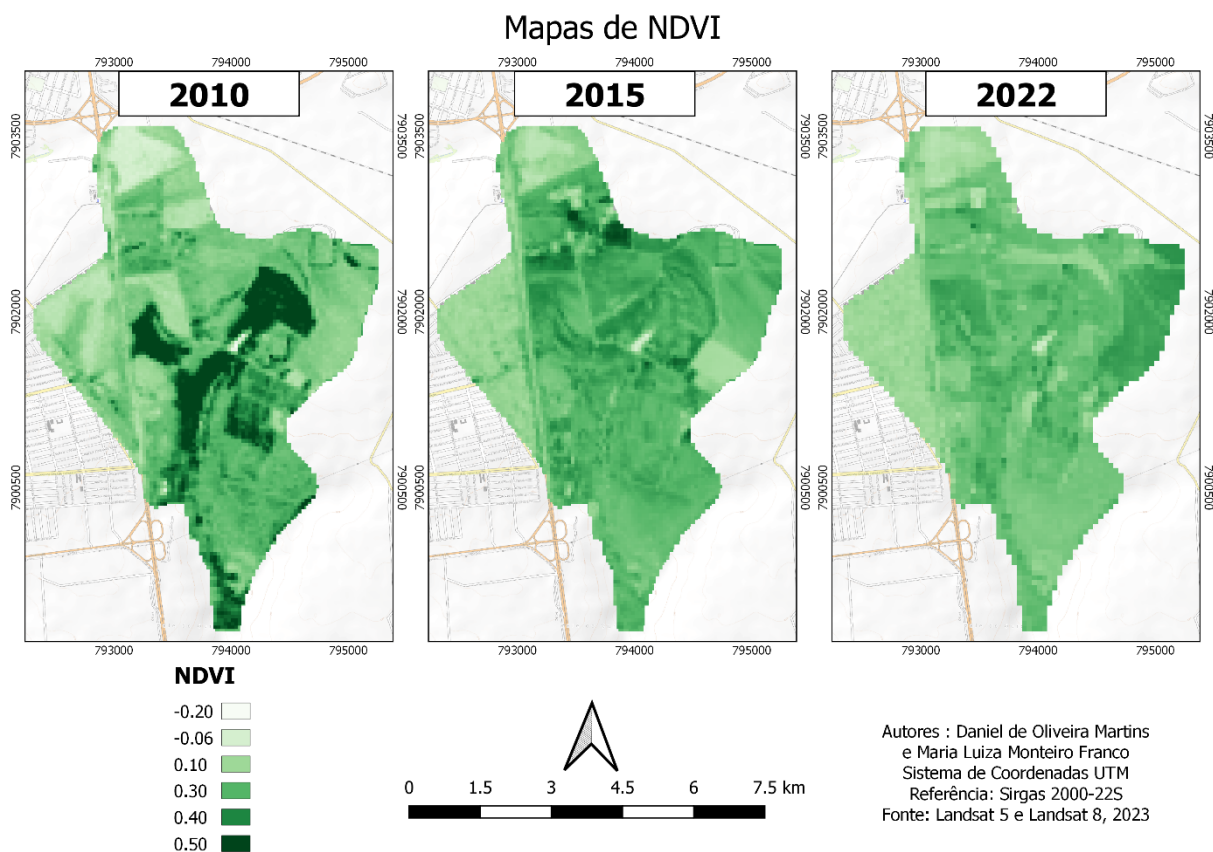 Mapas de NDVI
793000 794000 795000
793000 794000 795000
793000 794000 795000
2010
2015
2022
7903500
7903500
7903500
7903500
7902000
7902000
7902000
7902000
7900500
7900500
7900500
7900500
793000 794000 795000
793000 794000 795000
793000 794000 795000
NDVI
-0.20
-0.06
0.10
0.30
0.40
0.50
0 1.5 3 4.5 6 7.5 km
Autores : Daniel de Oliveira Martins
e Maria Luiza Monteiro Franco
Sistema de Coordenadas UTM
Referência: Sirgas 2000-22S
Fonte: Landsat 5 e Landsat 8, 2023